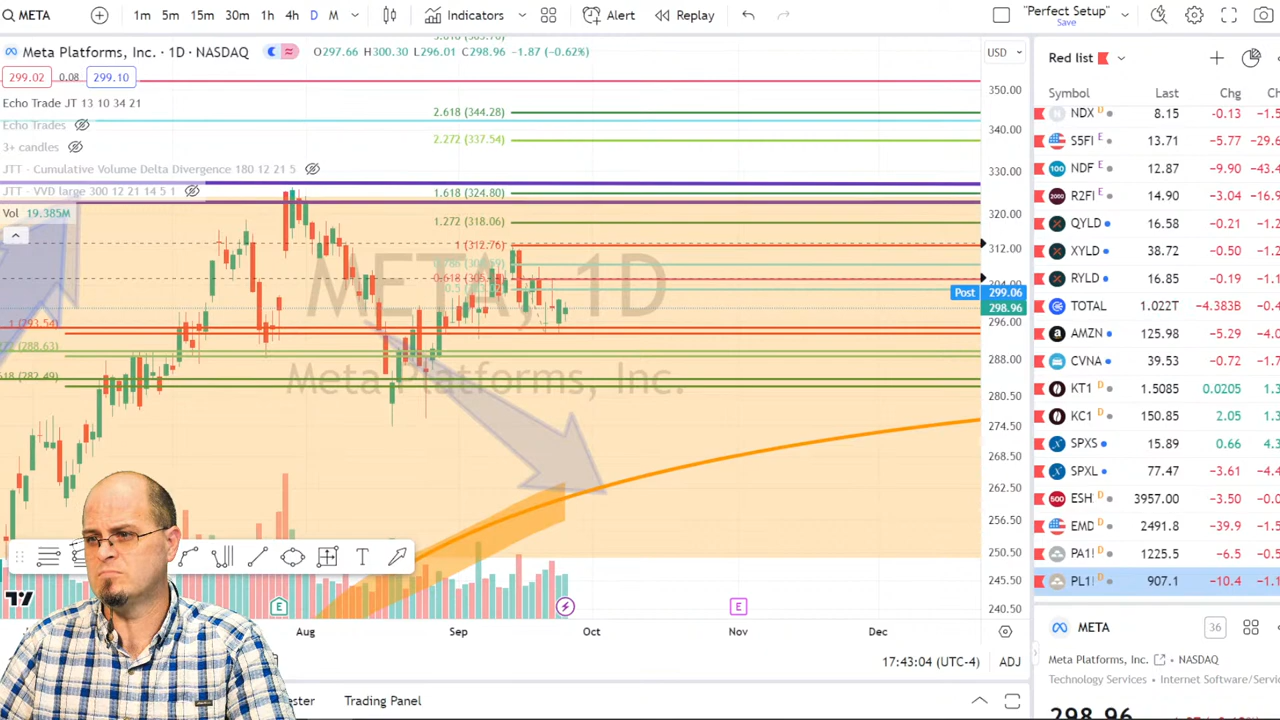 META
1m 5m 15m 30m 1h 4h D M
Indicators
Alert
Replay
"Perfect Setup"
Save
Meta Platforms, Inc. · 1D · NASDAQ
O297.66 H300.30 L296.01 C298.96 −1.87 (−0.62%)
299.02 0.08 299.10
Echo Trade JT 13 10 34 21
Echo Trades
3+ candles
JTT - Cumulative Volume Delta Divergence 180 12 21 5
JTT - VVD large 300 12 21 14 5 1
Vol 19.385M
2.618 (344.28)
2.272 (337.54)
1.618 (324.80)
1.272 (318.06)
1 (312.76)
1 (293.54)
META, 1D
Meta Platforms, Inc.
USD
350.00
340.00
330.00
320.00
312.00
304.00
Post 299.06
298.96
296.00
288.00
280.50
274.50
268.50
262.50
256.50
250.50
245.50
240.50
E
E
Aug Sep Oct Nov Dec
17:43:04 (UTC-4) ADJ
Trading Panel
Red list
Symbol Last Chg
NDX D 8.15 −0.13
S5FI E 13.71 −5.77
NDF E 12.87 −9.90
R2FI E 14.90 −3.04
QYLD 16.65 −0.21
XYLD 38.72 −0.50
RYLD 16.85 −0.19
TOTAL 1.022T −4.383B
AMZN 125.98 −5.29
CVNA 39.53 −0.72
KT1 D 1.5085 0.0205
KC1 D 150.85 2.05
SPXS 15.89 0.66
SPXL 77.47 −3.61
ESH D 3957.00 −3.50
EMD D 2491.8 −39.9
PA1! D 1225.5 −6.5
PL1! D 907.1 −10.4
META
36
Meta Platforms, Inc. · NASDAQ
Technology Services • Internet Software/Servi
298.96